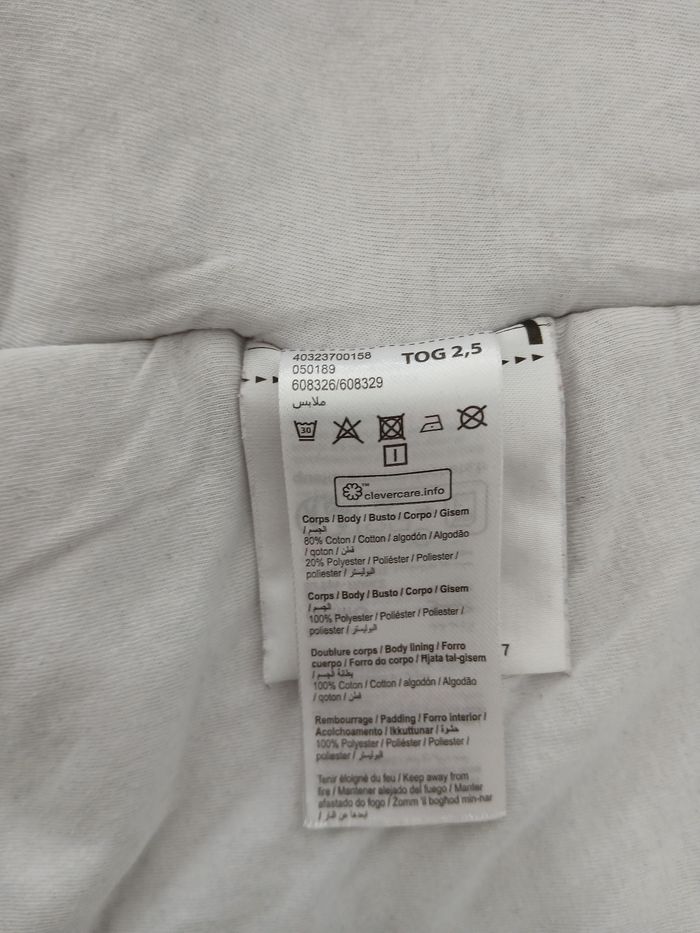 40323700158
TOG 2,5
050189
608326/608329
ملابس
30
clevercare.info
Corps / Body / Busto / Corpo / Gisem
/ الجسم
80% Coton / Cotton / algodón / Algodão
/ qoton / قطن
20% Polyester / Poliéster / Poliester /
poliester / البوليستر
Corps / Body / Busto / Corpo / Gisem
/ الجسم
100% Polyester / Poliéster / Poliester /
poliester / البوليستر
Doublure corps / Body lining / Forro
cuerpo / Forro do corpo / Ħjata tal-gisem
/ بطانة الجسم
100% Coton / Cotton / algodón / Algodão
/ qoton / قطن
Rembourrage / Padding / Forro interior /
Acolchoamento / Ikkuttunar / حشوة
100% Polyester / Poliéster / Poliester /
poliester / البوليستر
Tenir éloigné du feu / Keep away from
fire / Mantener alejado del fuego / Manter
afastado do fogo / Żomm 'il bogħod min-nar
/ ابعدها عن النار
7